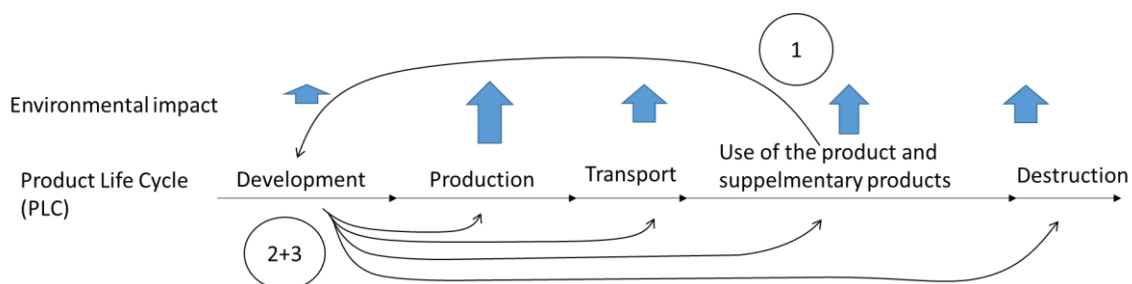 1
Environmental impact
Use of the product and
suppelmentary products
Product Life Cycle
(PLC)
Development
Production
Transport
Destruction
2+3